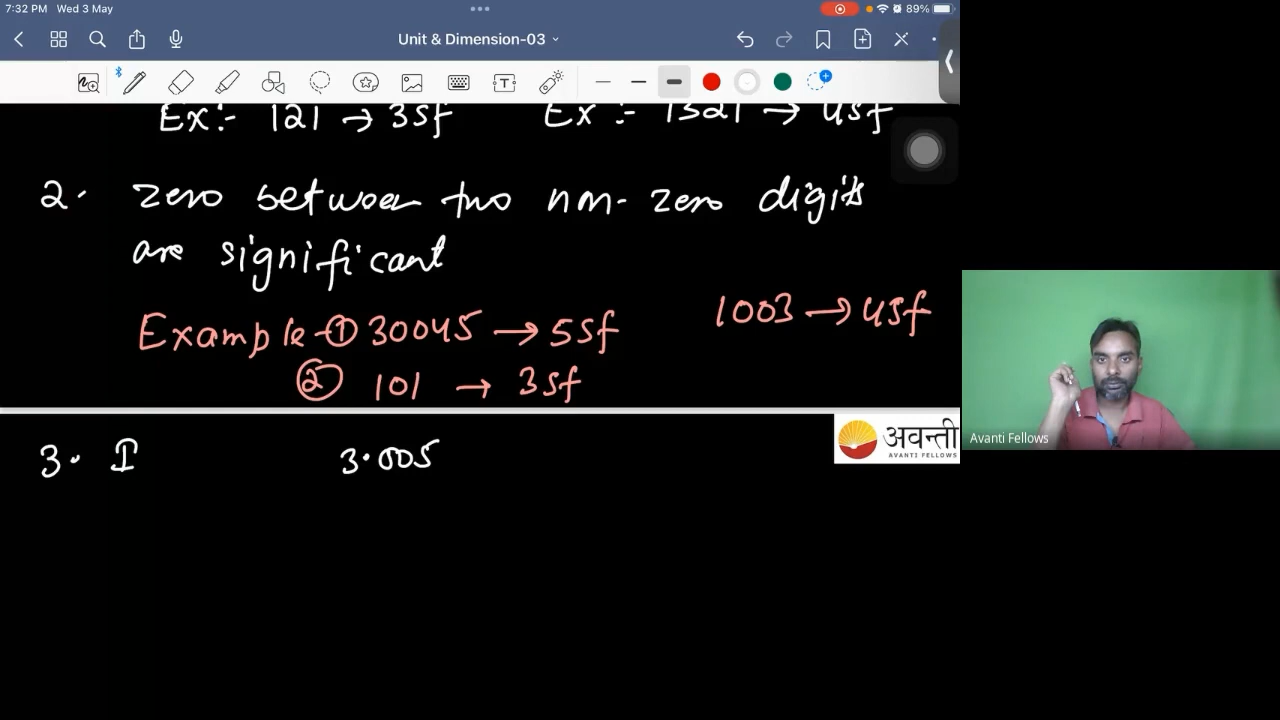 7:32 PM Wed 3 May 89%
Unit & Dimension-03
Ex:- 121 → 3sf Ex:- 1321 → 4sf
2. zero between two non-zero digits
are significant
Example-① 30045 → 5sf 1003 → 4sf
② 101 → 3sf
अवन्ती
AVANTI FELLOWS
Avanti Fellows
3. I 3.005